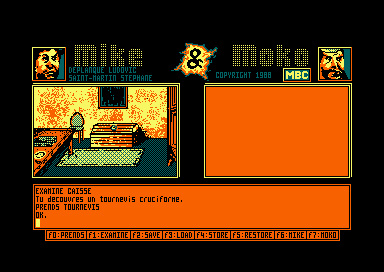 Mike & Moko
DEPLANQUE LUDOVIC
SAINT-MARTIN STEPHANE
COPYRIGHT 1988
MBC
EXAMINE CAISSE
Tu decouvres un tournevis cruciforme.
PRENDS TOURNEVIS
OK.
f0:PRENDS f1:EXAMINE f2:SAVE f3:LOAD f4:STORE f5:RESTORE f6:MIKE f7:MOKO